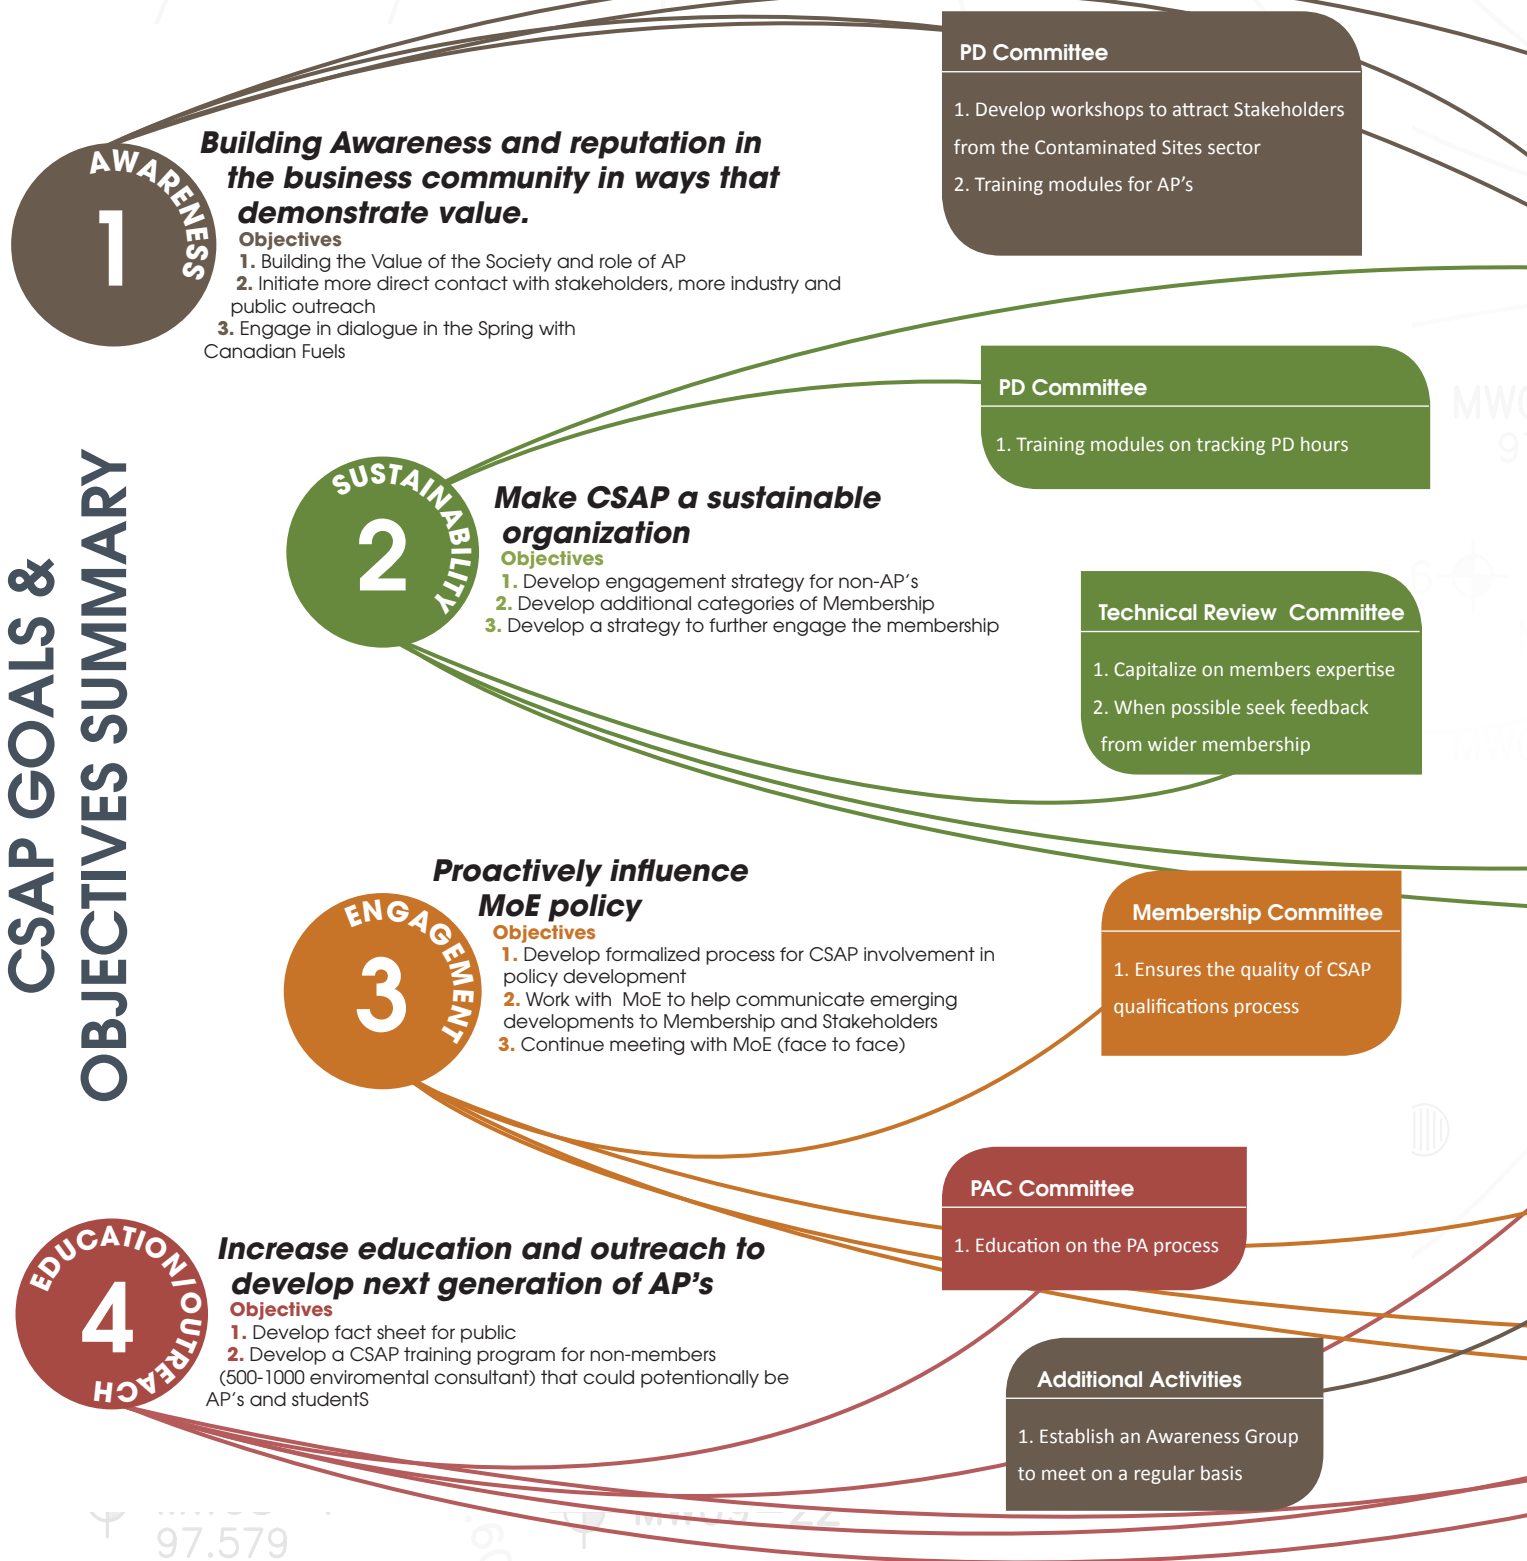 CSAP GOALS &
OBJECTIVES SUMMARY
AWARENESS
1
Building Awareness and reputation in
the business community in ways that
demonstrate value.
Objectives
1. Building the Value of the Society and role of AP
2. Initiate more direct contact with stakeholders, more industry and
public outreach
3. Engage in dialogue in the Spring with
Canadian Fuels
PD Committee
1. Develop workshops to attract Stakeholders
from the Contaminated Sites sector
2. Training modules for AP's
SUSTAINABILITY
2
Make CSAP a sustainable
organization
Objectives
1. Develop engagement strategy for non-AP's
2. Develop additional categories of Membership
3. Develop a strategy to further engage the membership
PD Committee
1. Training modules on tracking PD hours
Technical Review Committee
1. Capitalize on members expertise
2. When possible seek feedback
from wider membership
ENGAGEMENT
3
Proactively influence
MoE policy
Objectives
1. Develop formalized process for CSAP involvement in
policy development
2. Work with MoE to help communicate emerging
developments to Membership and Stakeholders
3. Continue meeting with MoE (face to face)
Membership Committee
1. Ensures the quality of CSAP
qualifications process
EDUCATION/OUTREACH
4
Increase education and outreach to
develop next generation of AP's
Objectives
1. Develop fact sheet for public
2. Develop a CSAP training program for non-members
(500-1000 enviromental consultant) that could potentionally be
AP's and studentS
PAC Committee
1. Education on the PA process
Additional Activities
1. Establish an Awareness Group
to meet on a regular basis
97.579